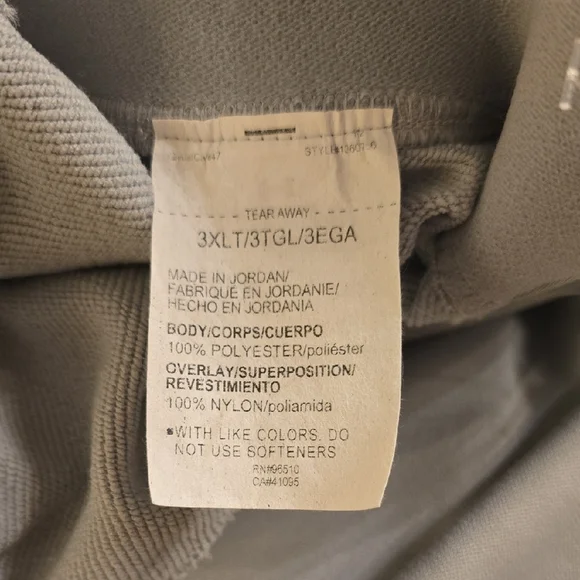 TEAR AWAY
3XLT/3TGL/3EGA
MADE IN JORDAN/
FABRIQUÉ EN JORDANIE/
HECHO EN JORDANIA
BODY/CORPS/CUERPO
100% POLYESTER/poliéster
OVERLAY/SUPERPOSITION/
REVESTIMIENTO
100% NYLON/poliamida
WITH LIKE COLORS. DO
NOT USE SOFTENERS
RN#96510
CA#41095